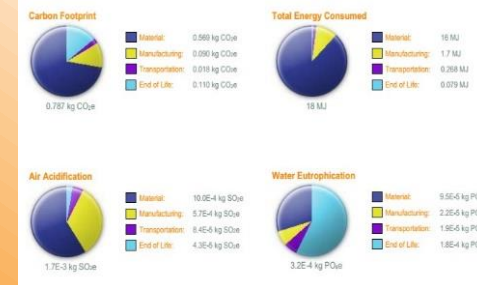 Carbon Footprint
Material: 0.569 kg CO₂e
Manufacturing: 0.090 kg CO₂e
Transportation: 0.018 kg CO₂e
End of Life: 0.110 kg CO₂e
0.787 kg CO₂e
Total Energy Consumed
Material: 16 MJ
Manufacturing: 1.7 MJ
Transportation: 0.268 MJ
End of Life: 0.079 MJ
18 MJ
Air Acidification
Material: 10.0E-4 kg SO₂e
Manufacturing: 5.7E-4 kg SO₂e
Transportation: 8.4E-5 kg SO₂e
End of Life: 4.3E-5 kg SO₂e
1.7E-3 kg SO₂e
Water Eutrophication
Material: 9.5E-5 kg PO
Manufacturing: 2.2E-5 kg PO
Transportation: 1.9E-5 kg PO
End of Life: 1.8E-4 kg PO
3.2E-4 kg PO₄e